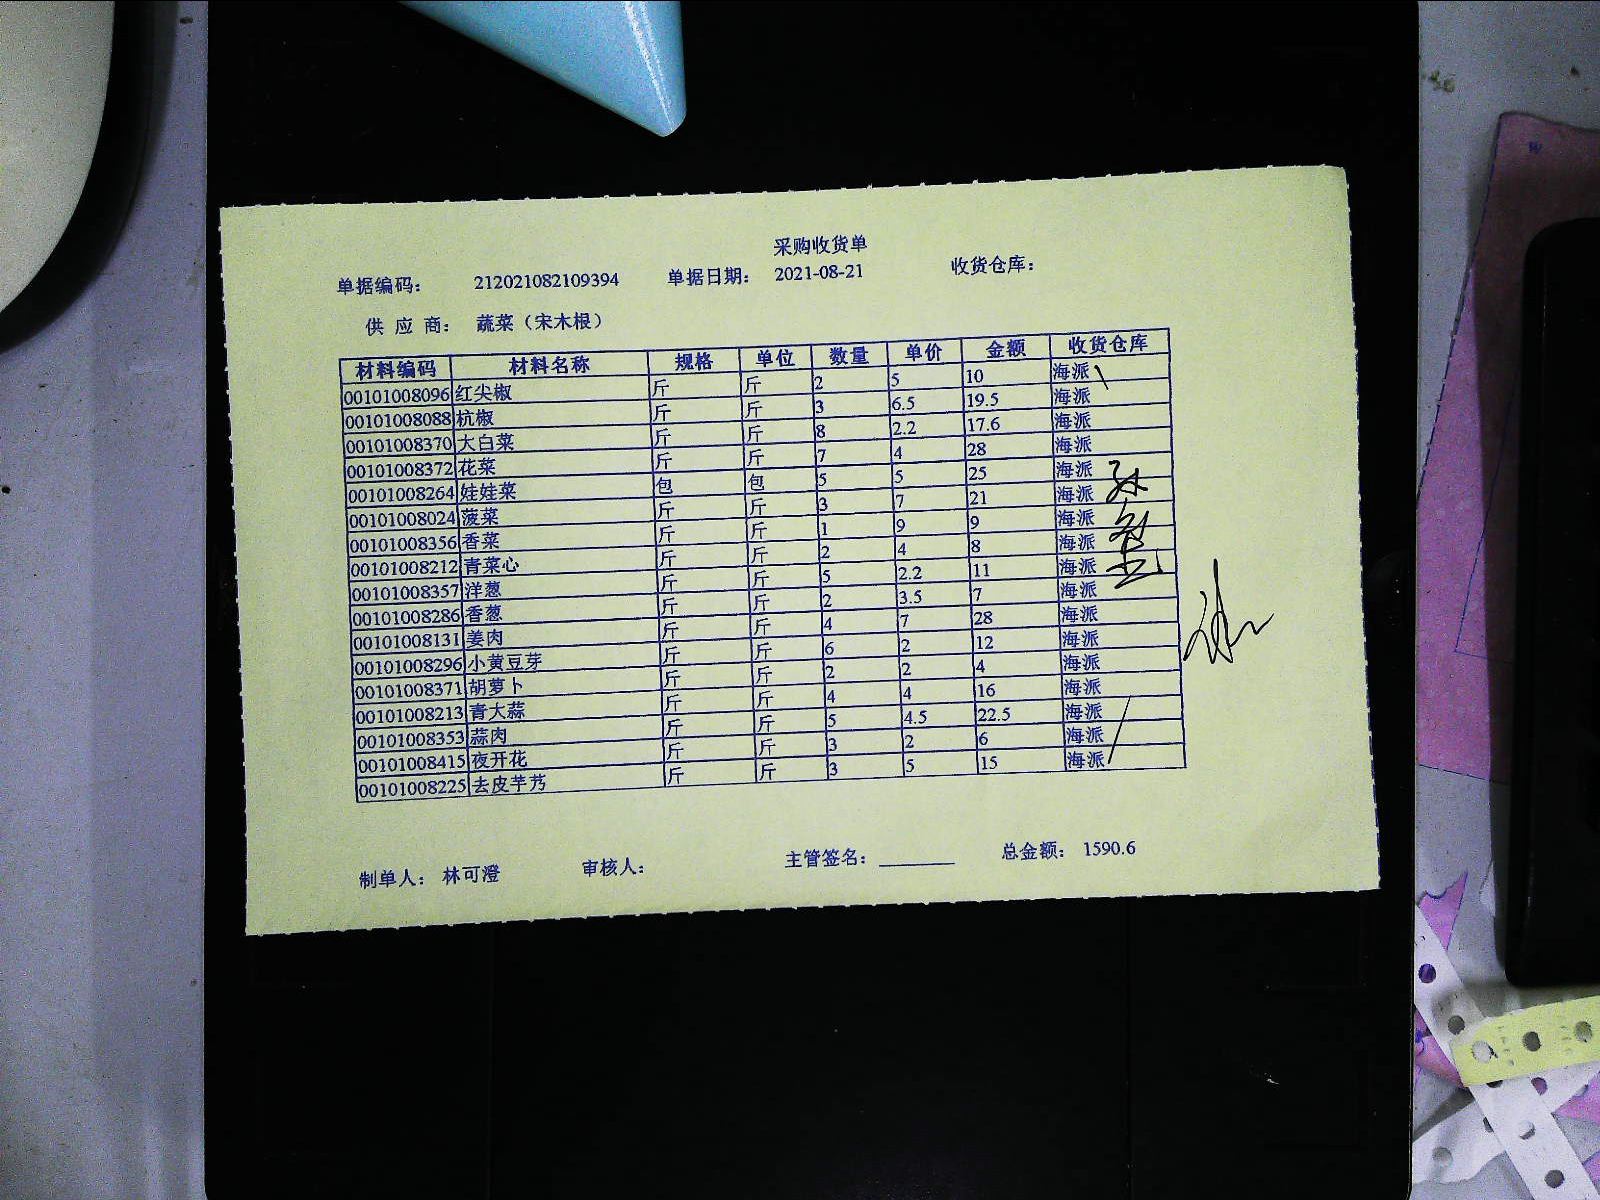 采购收货单
单据编码： 212021082109394 单据日期： 2021-08-21 收货仓库：
供 应 商： 蔬菜（宋木根）
材料编码 材料名称 规格 单位 数量 单价 金额 收货仓库
00101008096 红尖椒 斤 斤 2 5 10 海派
00101008088 杭椒 斤 斤 3 6.5 19.5 海派
00101008370 大白菜 斤 斤 8 2.2 17.6 海派
00101008372 花菜 斤 斤 7 4 28 海派
00101008264 娃娃菜 包 包 5 5 25 海派
00101008024 菠菜 斤 斤 3 7 21 海派
00101008356 香菜 斤 斤 1 9 9 海派
00101008212 青菜心 斤 斤 2 4 8 海派
00101008357 洋葱 斤 斤 5 2.2 11 海派
00101008286 香葱 斤 斤 2 3.5 7 海派
00101008131 姜肉 斤 斤 4 7 28 海派
00101008296 小黄豆芽 斤 斤 6 2 12 海派
00101008371 胡萝卜 斤 斤 2 2 4 海派
00101008213 青大蒜 斤 斤 4 4 16 海派
00101008353 蒜肉 斤 斤 5 4.5 22.5 海派
00101008415 夜开花 斤 斤 3 2 6 海派
00101008225 去皮芋艿 斤 斤 3 5 15 海派
制单人： 林可澄 审核人： 主管签名：________ 总金额： 1590.6